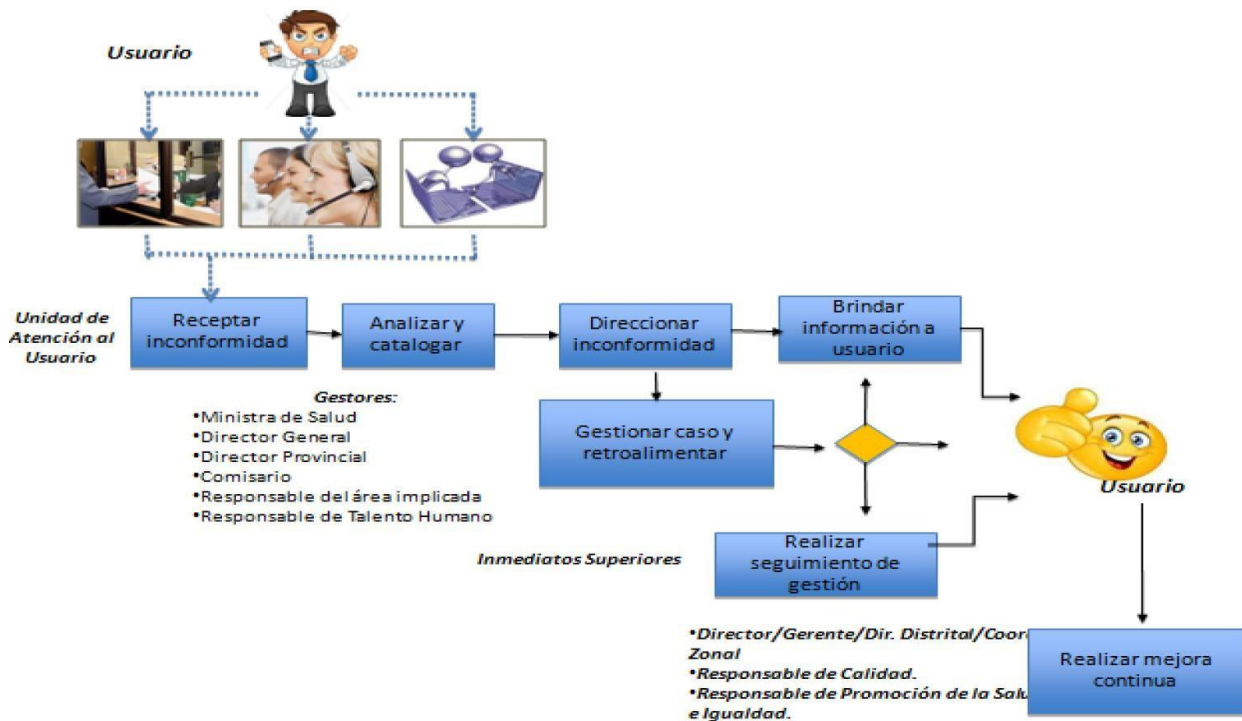 Usuario
Unidad de
Atención al
Usuario
Receptar
inconformidad
Analizar y
catalogar
Direccionar
inconformidad
Brindar
información a
usuario
Gestores:
•Ministra de Salud
•Director General
•Director Provincial
•Comisario
•Responsable del área implicada
•Responsable de Talento Humano
Gestionar caso y
retroalimentar
Usuario
Inmediatos Superiores
Realizar
seguimiento de
gestión
•Director/Gerente/Dir. Distrital/Coor
Zonal
•Responsable de Calidad.
•Responsable de Promoción de la Salu
e Igualdad.
Realizar mejora
continua